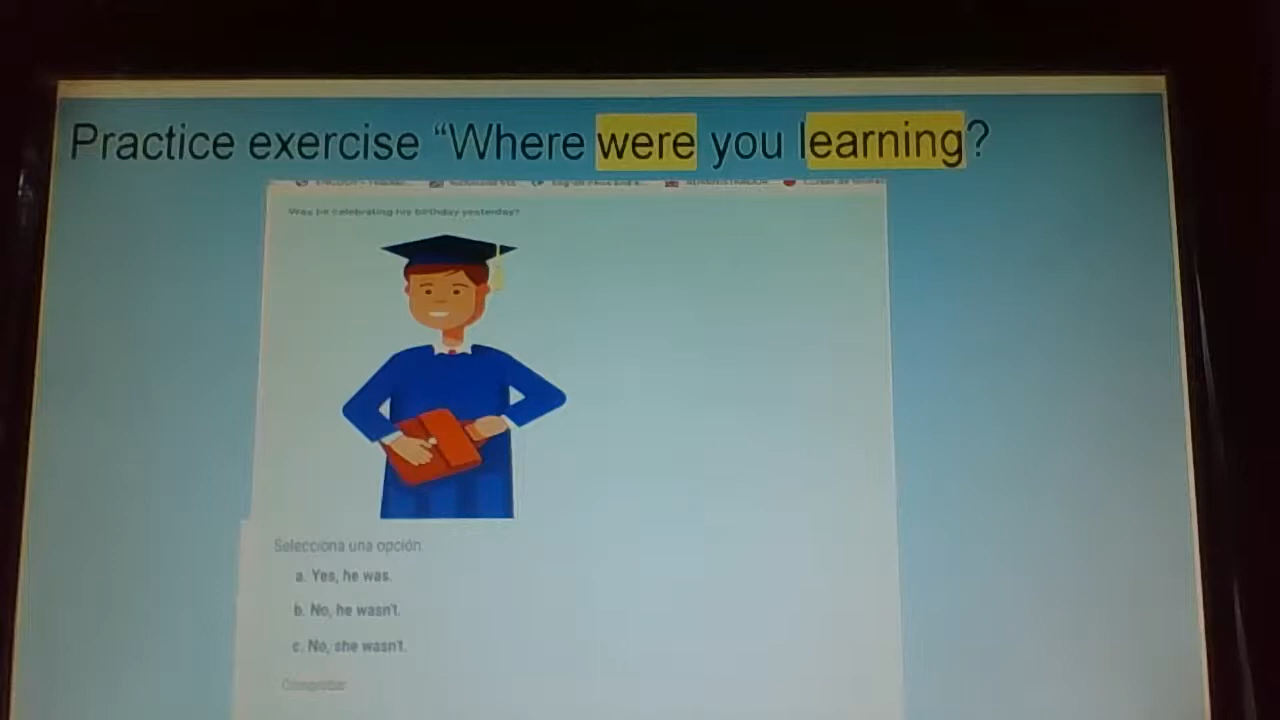 Practice exercise “Where were you learning?
Was he celebrating his birthday yesterday?
Selecciona una opción:
a. Yes, he was.
b. No, he wasn't.
c. No, she wasn't.
Comprobar